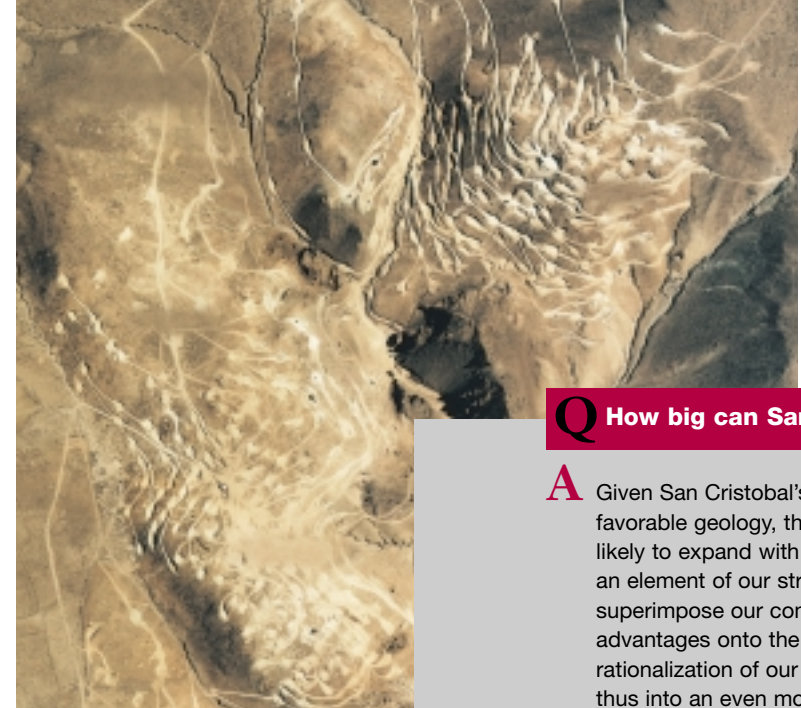 Q How big can San
A Given San Cristobal's
favorable geology, th
likely to expand with
an element of our str
superimpose our con
advantages onto the
rationalization of our
thus into an even mo